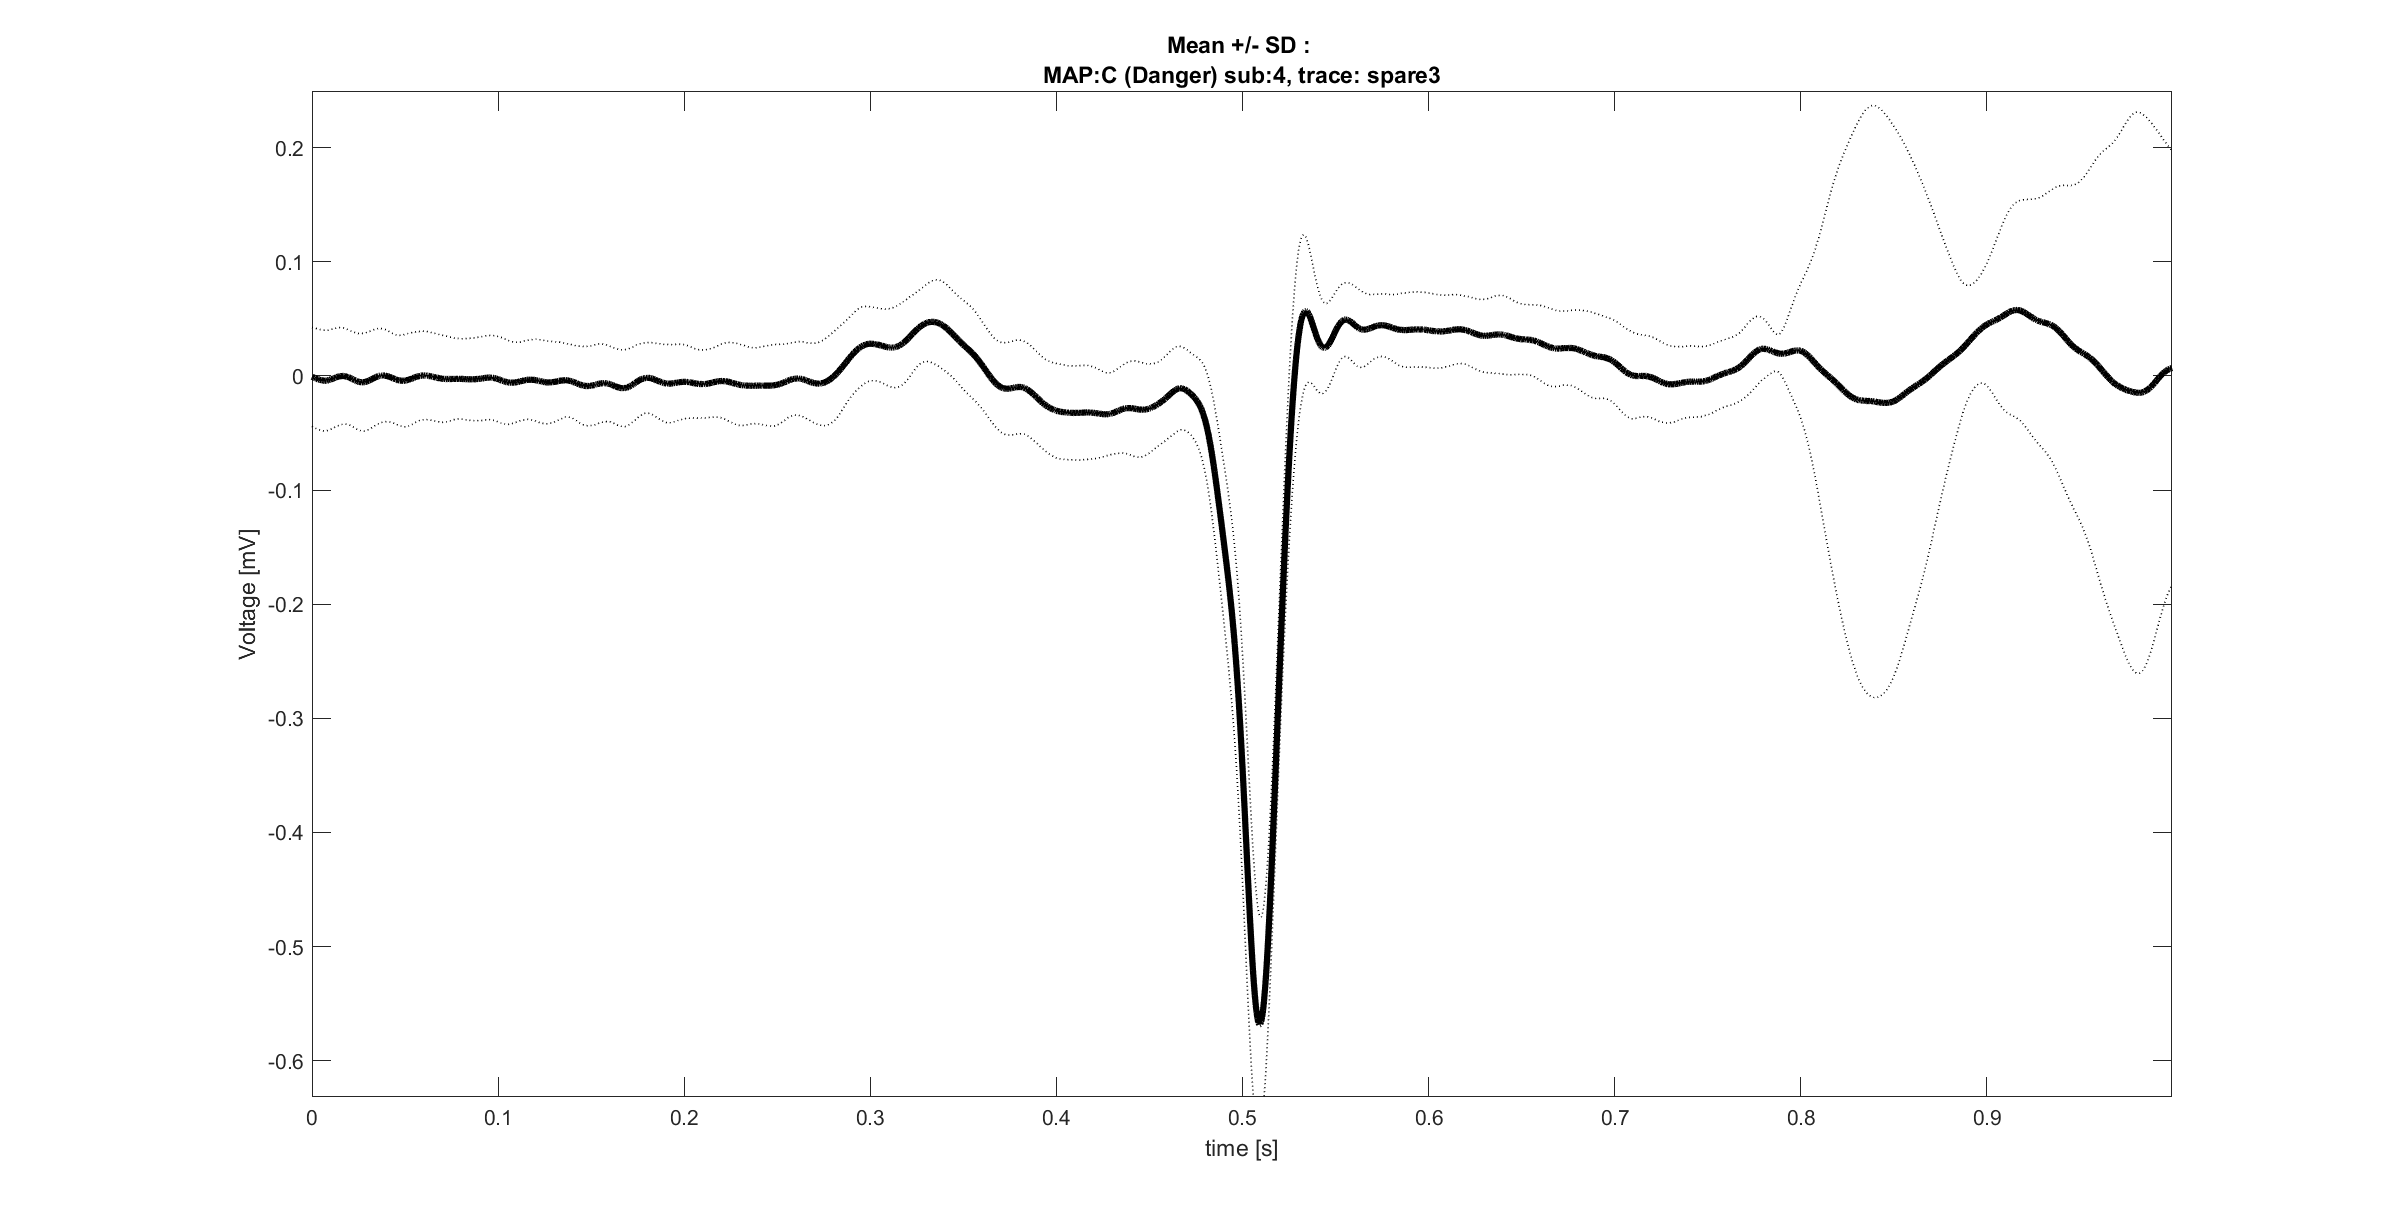 Mean +/- SD :
MAP:C (Danger) sub:4, trace: spare3
0.2
0.1
0
-0.1
-0.2
-0.3
-0.4
-0.5
-0.6
Voltage [mV]
0 0.1 0.2 0.3 0.4 0.5 0.6 0.7 0.8 0.9
time [s]